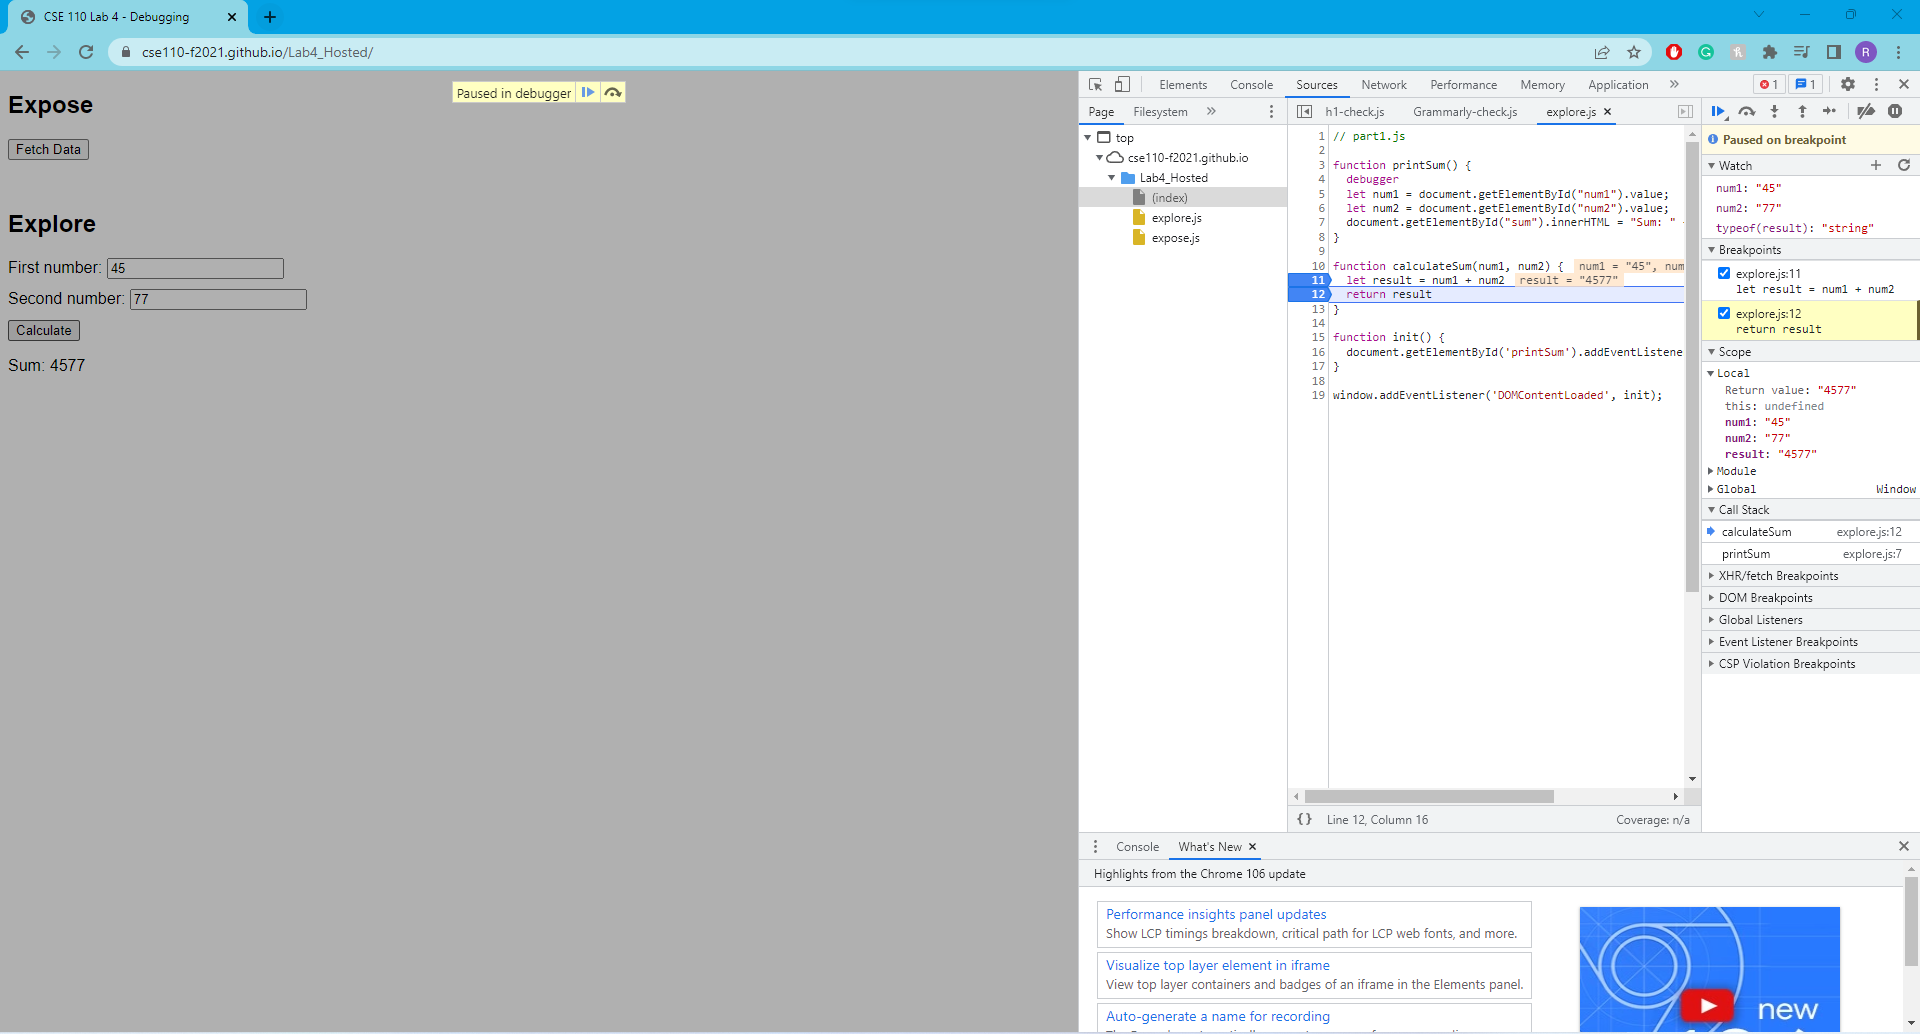 CSE 110 Lab 4 - Debugging
cse110-f2021.github.io/Lab4_Hosted/
R
Paused in debugger
Expose
Fetch Data
Explore
First number: 45
Second number: 77
Calculate
Sum: 4577
Elements Console Sources Network Performance Memory Application 1 1
Page Filesystem
top
cse110-f2021.github.io
Lab4_Hosted
(index)
explore.js
expose.js
h1-check.js Grammarly-check.js explore.js
1 // part1.js
2
3 function printSum() {
4 debugger
5 let num1 = document.getElementById("num1").value;
6 let num2 = document.getElementById("num2").value;
7 document.getElementById("sum").innerHTML = "Sum: "
8 }
9
10 function calculateSum(num1, num2) { num1 = "45", num
11 let result = num1 + num2 result = "4577"
12 return result
13 }
14
15 function init() {
16 document.getElementById('printSum').addEventListene
17 }
18
19 window.addEventListener('DOMContentLoaded', init);
{} Line 12, Column 16 Coverage: n/a
Paused on breakpoint
Watch
num1: "45"
num2: "77"
typeof(result): "string"
Breakpoints
explore.js:11
let result = num1 + num2
explore.js:12
return result
Scope
Local
Return value: "4577"
this: undefined
num1: "45"
num2: "77"
result: "4577"
Module
Global Window
Call Stack
calculateSum explore.js:12
printSum explore.js:7
XHR/fetch Breakpoints
DOM Breakpoints
Global Listeners
Event Listener Breakpoints
CSP Violation Breakpoints
Console What's New
Highlights from the Chrome 106 update
Performance insights panel updates
Show LCP timings breakdown, critical path for LCP web fonts, and more.
Visualize top layer element in iframe
View top layer containers and badges of an iframe in the Elements panel.
Auto-generate a name for recording
new